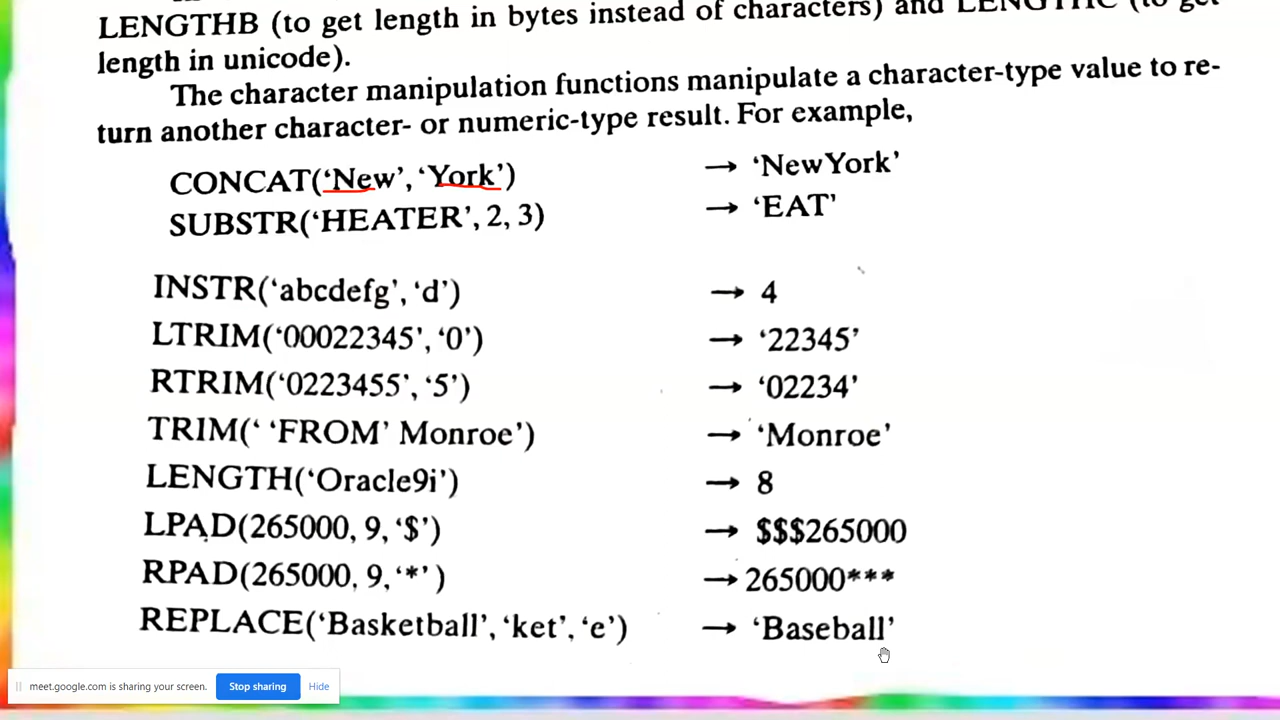 LENGTHB (to get length in bytes instead of characters) and LENGTHC (to get
length in unicode).
The character manipulation functions manipulate a character-type value to re-
turn another character- or numeric-type result. For example,
CONCAT(‘New’, ‘York’) → ‘NewYork’
SUBSTR(‘HEATER’, 2, 3) → ‘EAT’
INSTR(‘abcdefg’, ‘d’) → 4
LTRIM(‘00022345’, ‘0’) → ‘22345’
RTRIM(‘0223455’, ‘5’) → ‘02234’
TRIM(‘ ‘FROM’ Monroe’) → ‘Monroe’
LENGTH(‘Oracle9i’) → 8
LPAD(265000, 9, ‘$’) → $$$265000
RPAD(265000, 9, ‘*’ ) → 265000***
REPLACE(‘Basketball’, ‘ket’, ‘e’) → ‘Baseball’
meet.google.com is sharing your screen. Stop sharing Hide